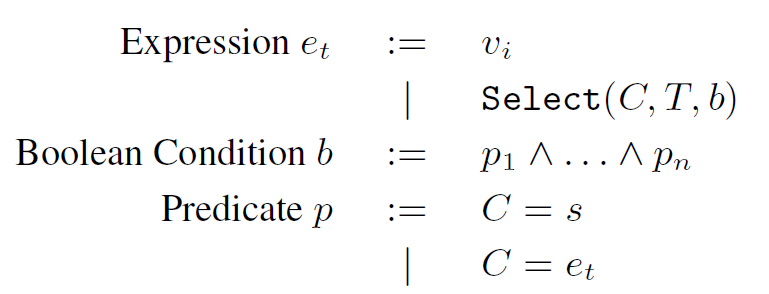 Expression e_t := v_i
| Select(C, T, b)
Boolean Condition b := p_1 ∧ … ∧ p_n
Predicate p := C = s
| C = e_t